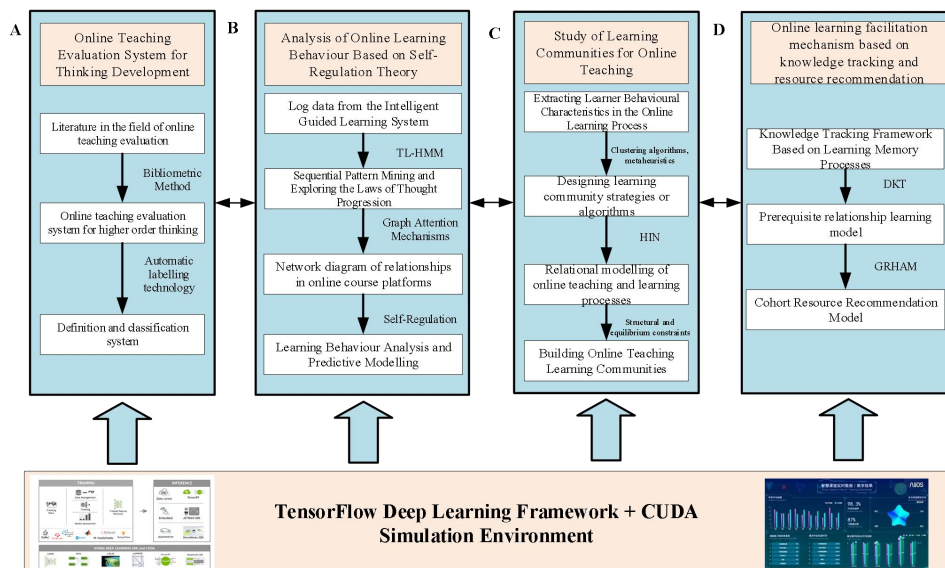 A
Online Teaching
Evaluation System for
Thinking Development
Literature in the field of online
teaching evaluation
Bibliometric
Method
Online teaching evaluation
system for higher order thinking
Automatic
labelling
technology
Definition and classification
system
B
Analysis of Online Learning
Behaviour Based on Self-
Regulation Theory
Log data from the Intelligent
Guided Learning System
TL-HMM
Sequential Pattern Mining and
Exploring the Laws of Thought
Progression
Graph Attention
Mechanisms
Network diagram of relationships
in online course platforms
Self-Regulation
Learning Behaviour Analysis and
Predictive Modelling
C
Study of Learning
Communities for Online
Teaching
Extracting Learner Behavioural
Characteristics in the Online
Learning Process
Clustering algorithms,
metahearistics
Designing learning
community strategies or
algorithms
HIN
Relational modelling of
online teaching and learning
processes
Structural and
equilibrium constraints
Building Online Teaching
Learning Communities
D
Online learning facilitation
mechanism based on
knowledge tracking and
resource recommendation
Knowledge Tracking Framework
Based on Learning Memory
Processes
DKT
Prerequisite relationship learning
model
GRHAM
Cohort Resource Recommendation
Model
TRAINING
INFERENCE
TensorFlow Deep Learning Framework + CUDA
Simulation Environment